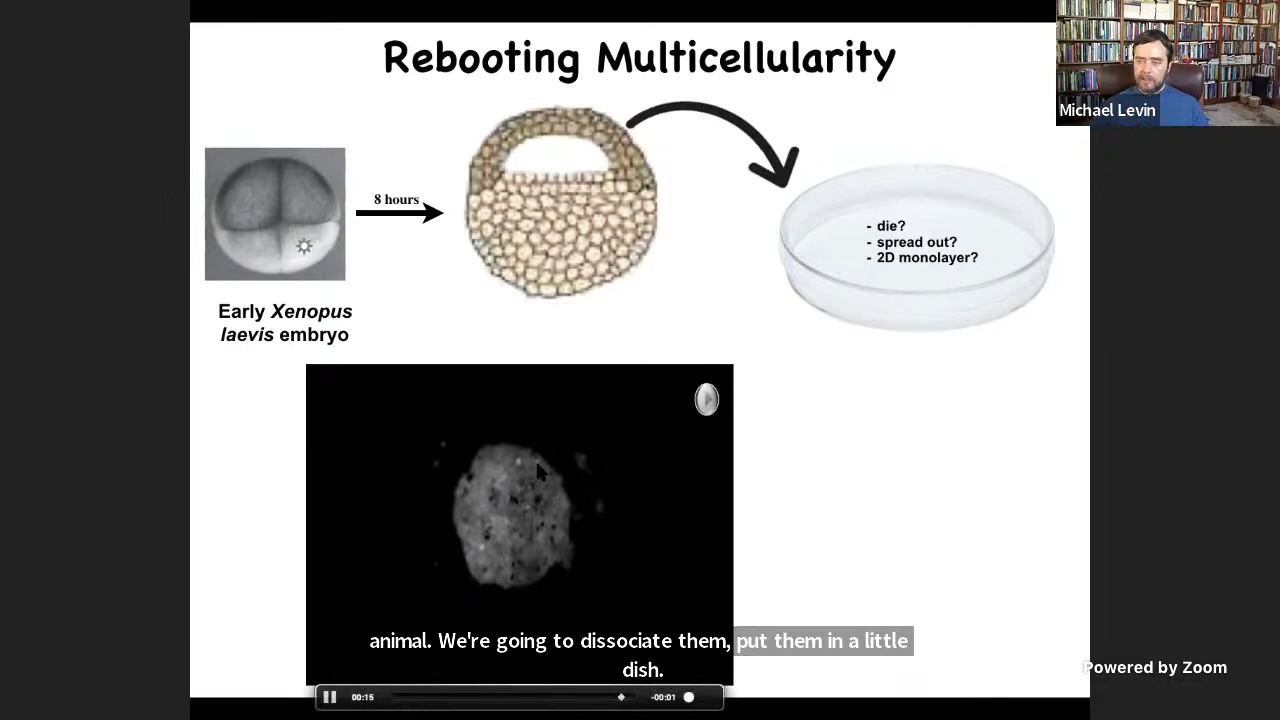 Rebooting Multicellularity
Michael Levin
8 hours
- die?
- spread out?
- 2D monolayer?
Early Xenopus
laevis embryo
animal. We're going to dissociate them, put them in a little
dish.
Powered by Zoom
00:15
-00:01